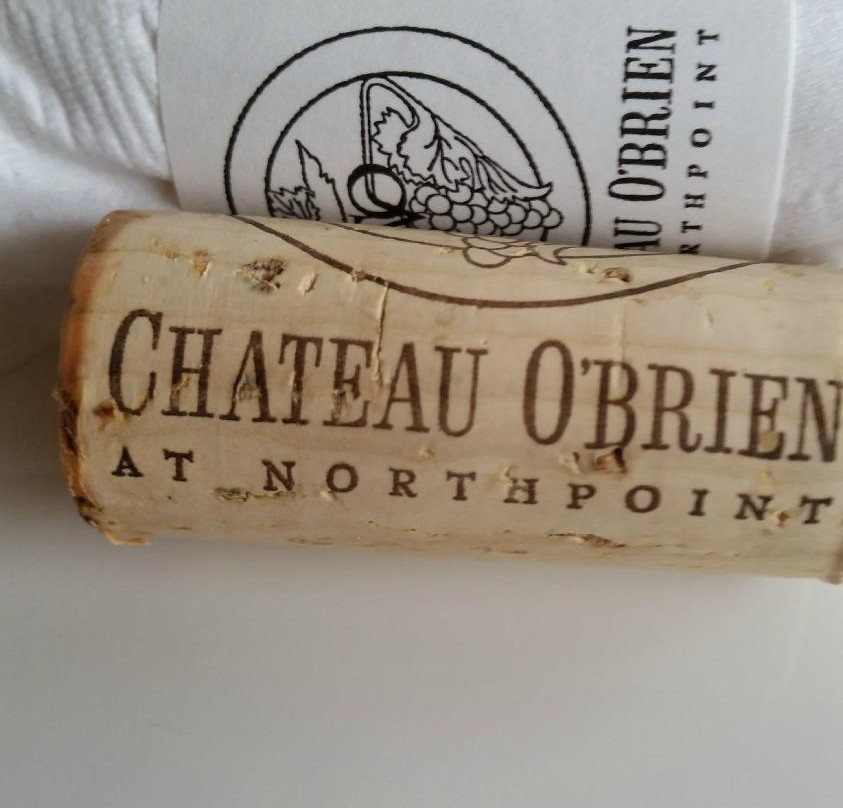 AU O'BRIEN
RTHPOINT
CHATEAU O'BRIEN
AT NORTHPOINT